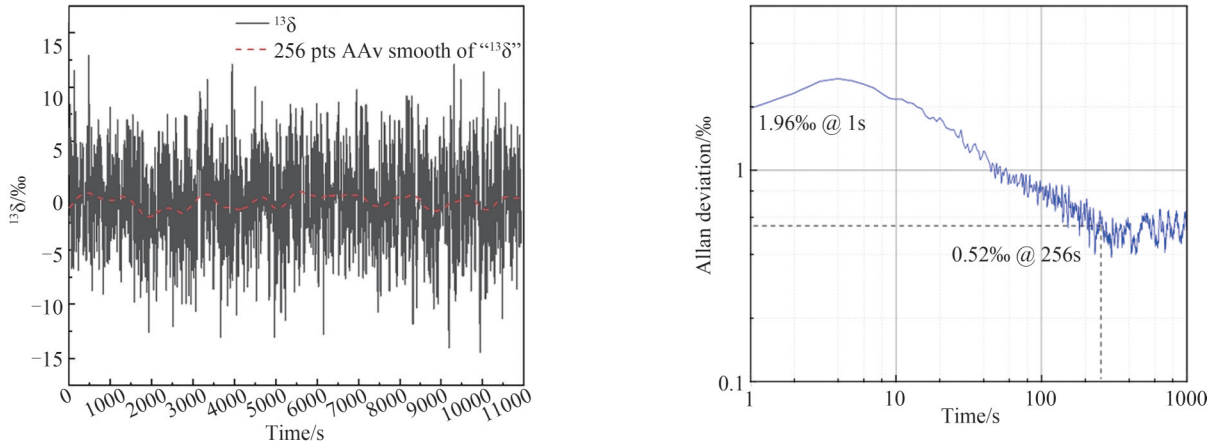 ¹³δ
256 pts AAv smooth of “¹³δ”
15
10
5
0
−5
−10
−15
¹³δ/‰
0 1000 2000 3000 4000 5000 6000 7000 8000 9000 10000 11000
Time/s
1.96‰ @ 1s
0.52‰ @ 256s
1
0.1
Allan deviation/‰
1 10 100 1000
Time/s